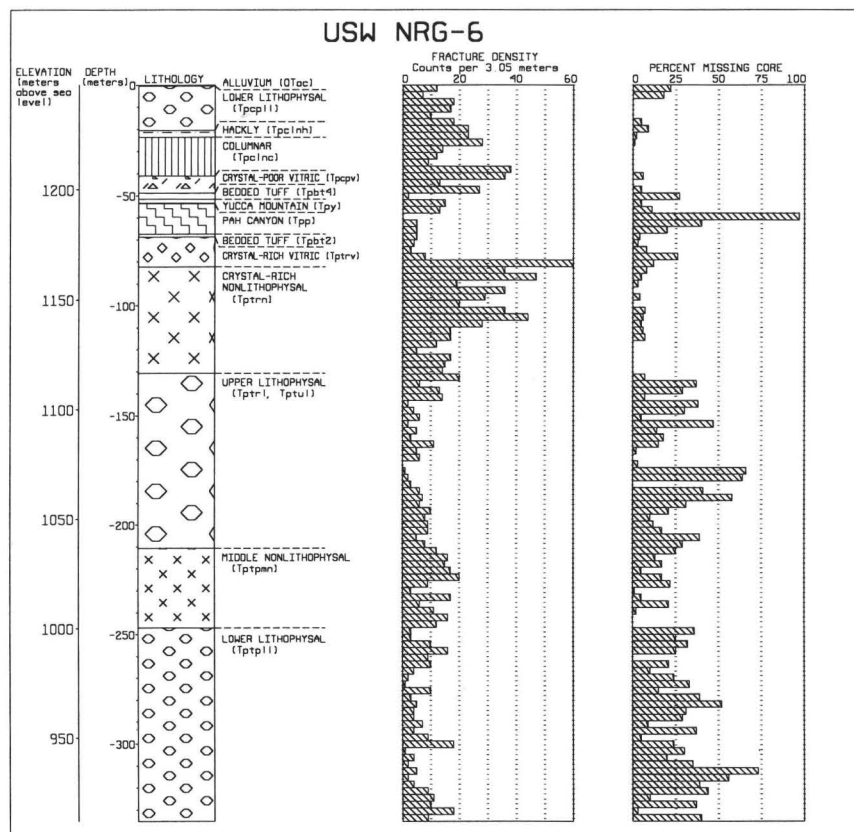 USW NRG-6
ELEVATION
(meters
above sea
level)
DEPTH
(meters)
LITHOLOGY
FRACTURE DENSITY
Counts per 3.05 meters
0 20 40 60
PERCENT MISSING CORE
0 25 50 75 100
1200
1150
1100
1050
1000
950
0
-50
-100
-150
-200
-250
-300
ALLUVIUM (QTac)
LOWER LITHOPHYSAL
(Tpcpll)
HACKLY (Tpclnh)
COLUMNAR
(Tpclnc)
CRYSTAL-POOR VITRIC (Tpcpv)
BEDDED TUFF (Tpbt4)
YUCCA MOUNTAIN (Tpy)
PAH CANYON (Tpp)
BEDDED TUFF (Tpbt2)
CRYSTAL-RICH VITRIC (Tptrv)
CRYSTAL-RICH
NONLITHOPHYSAL
(Tptrn)
UPPER LITHOPHYSAL
(Tptrl, Tptul)
MIDDLE NONLITHOPHYSAL
(Tptpmn)
LOWER LITHOPHYSAL
(Tptpll)